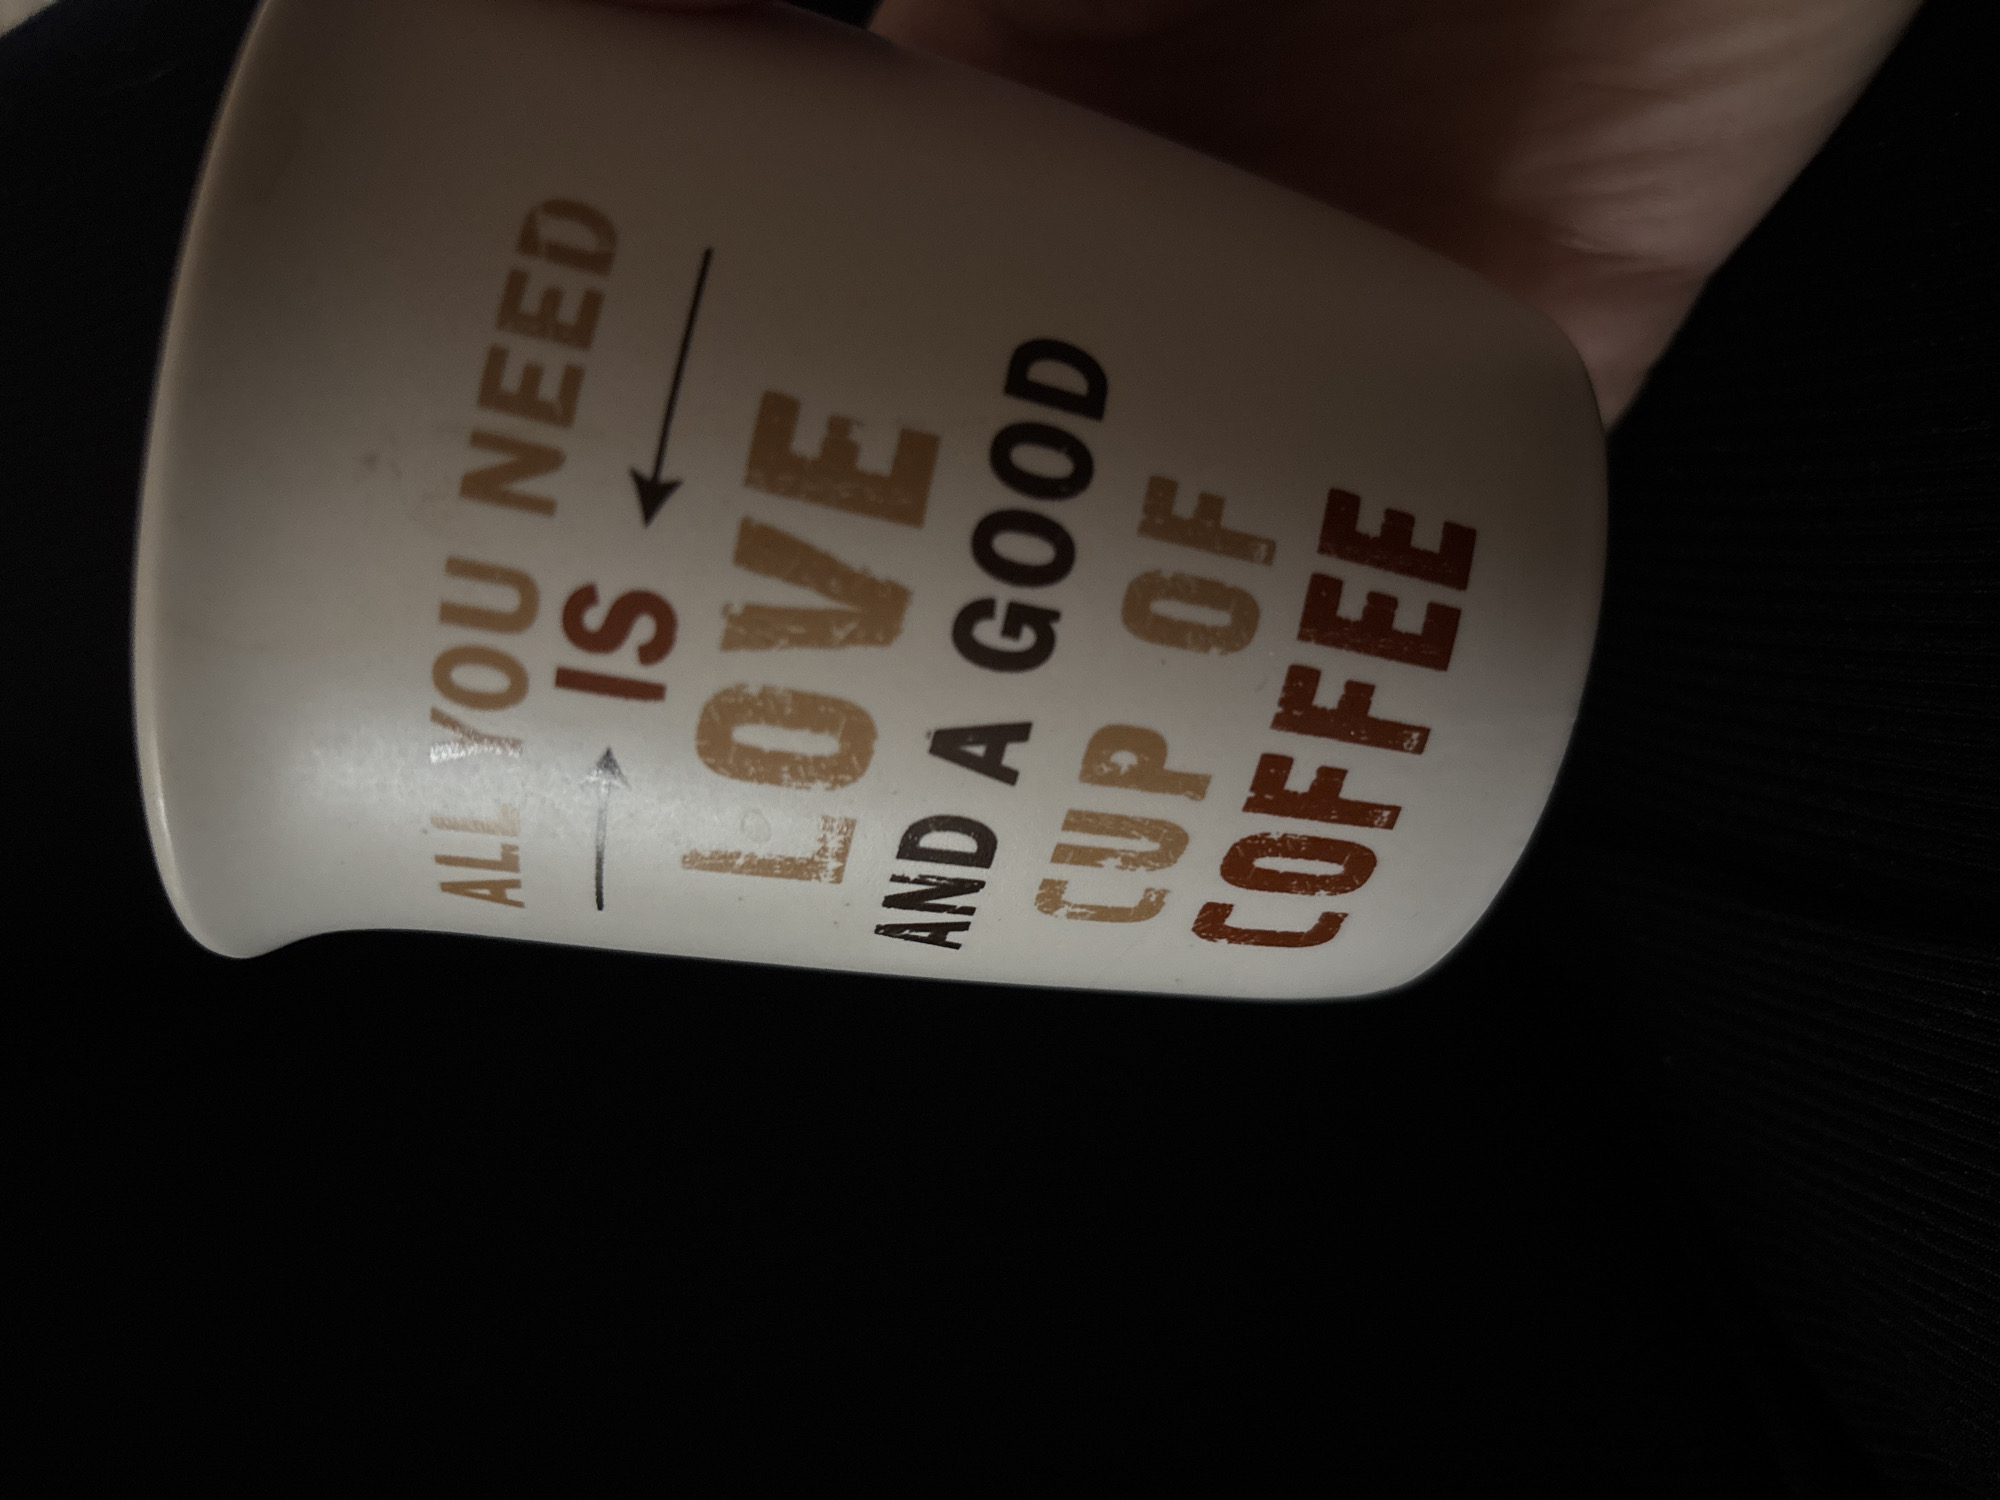 ALL YOU NEED
IS
LOVE
AND A GOOD
CUP OF
COFFEE